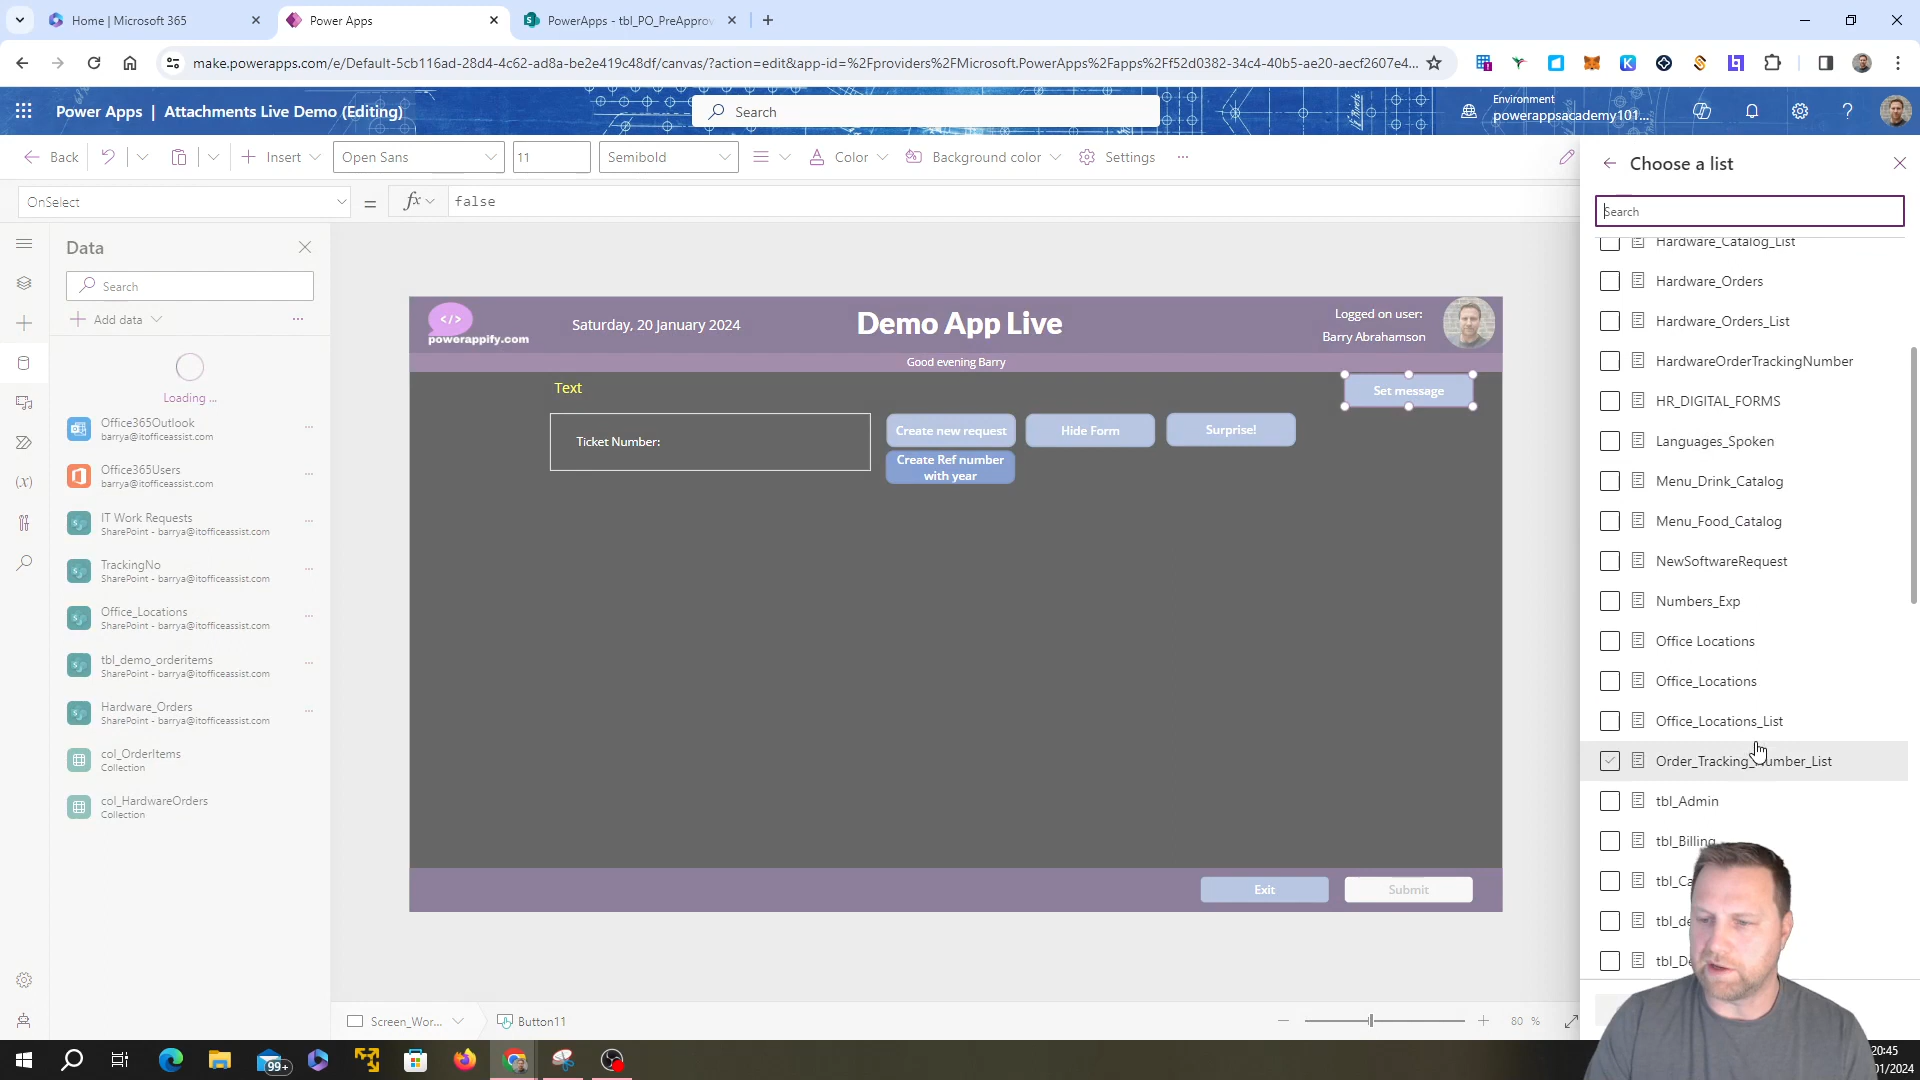 Home | Microsoft 365
Power Apps
PowerApps - tbl_PO_PreApprov
make.powerapps.com/e/Default-5cb116ad-28d4-4c62-ad8a-be2e419c48df/canvas/?action=edit&app-id=%2Fproviders%2FMicrosoft.PowerApps%2Fapps%2Ff52d0382-34c4-40b5-ae20-aecf2607e4...
Power Apps | Attachments Live Demo (Editing)
Search
Environment
powerappsacademy101...
Back
Insert
Open Sans
11
Semibold
Color
Background color
Settings
OnSelect
=
fx
false
Data
Search
Add data
Loading ...
Office365Outlook
barrya@itofficeassist.com
Office365Users
barrya@itofficeassist.com
IT Work Requests
SharePoint - barrya@itofficeassist.com
TrackingNo
SharePoint - barrya@itofficeassist.com
Office_Locations
SharePoint - barrya@itofficeassist.com
tbl_demo_orderitems
SharePoint - barrya@itofficeassist.com
Hardware_Orders
SharePoint - barrya@itofficeassist.com
col_OrderItems
Collection
col_HardwareOrders
Collection
</>
powerappify.com
Saturday, 20 January 2024
Demo App Live
Logged on user:
Barry Abrahamson
Good evening Barry
Text
Set message
Ticket Number:
Create new request
Hide Form
Surprise!
Create Ref number
with year
Exit
Submit
Screen_Wor...
Button11
80 %
Choose a list
Search
Hardware_Catalog_List
Hardware_Orders
Hardware_Orders_List
HardwareOrderTrackingNumber
HR_DIGITAL_FORMS
Languages_Spoken
Menu_Drink_Catalog
Menu_Food_Catalog
NewSoftwareRequest
Numbers_Exp
Office Locations
Office_Locations
Office_Locations_List
Order_Tracking_Number_List
tbl_Admin
tbl_Billing
tbl_Ca
tbl_de
tbl_De
99+
20:45
01/2024